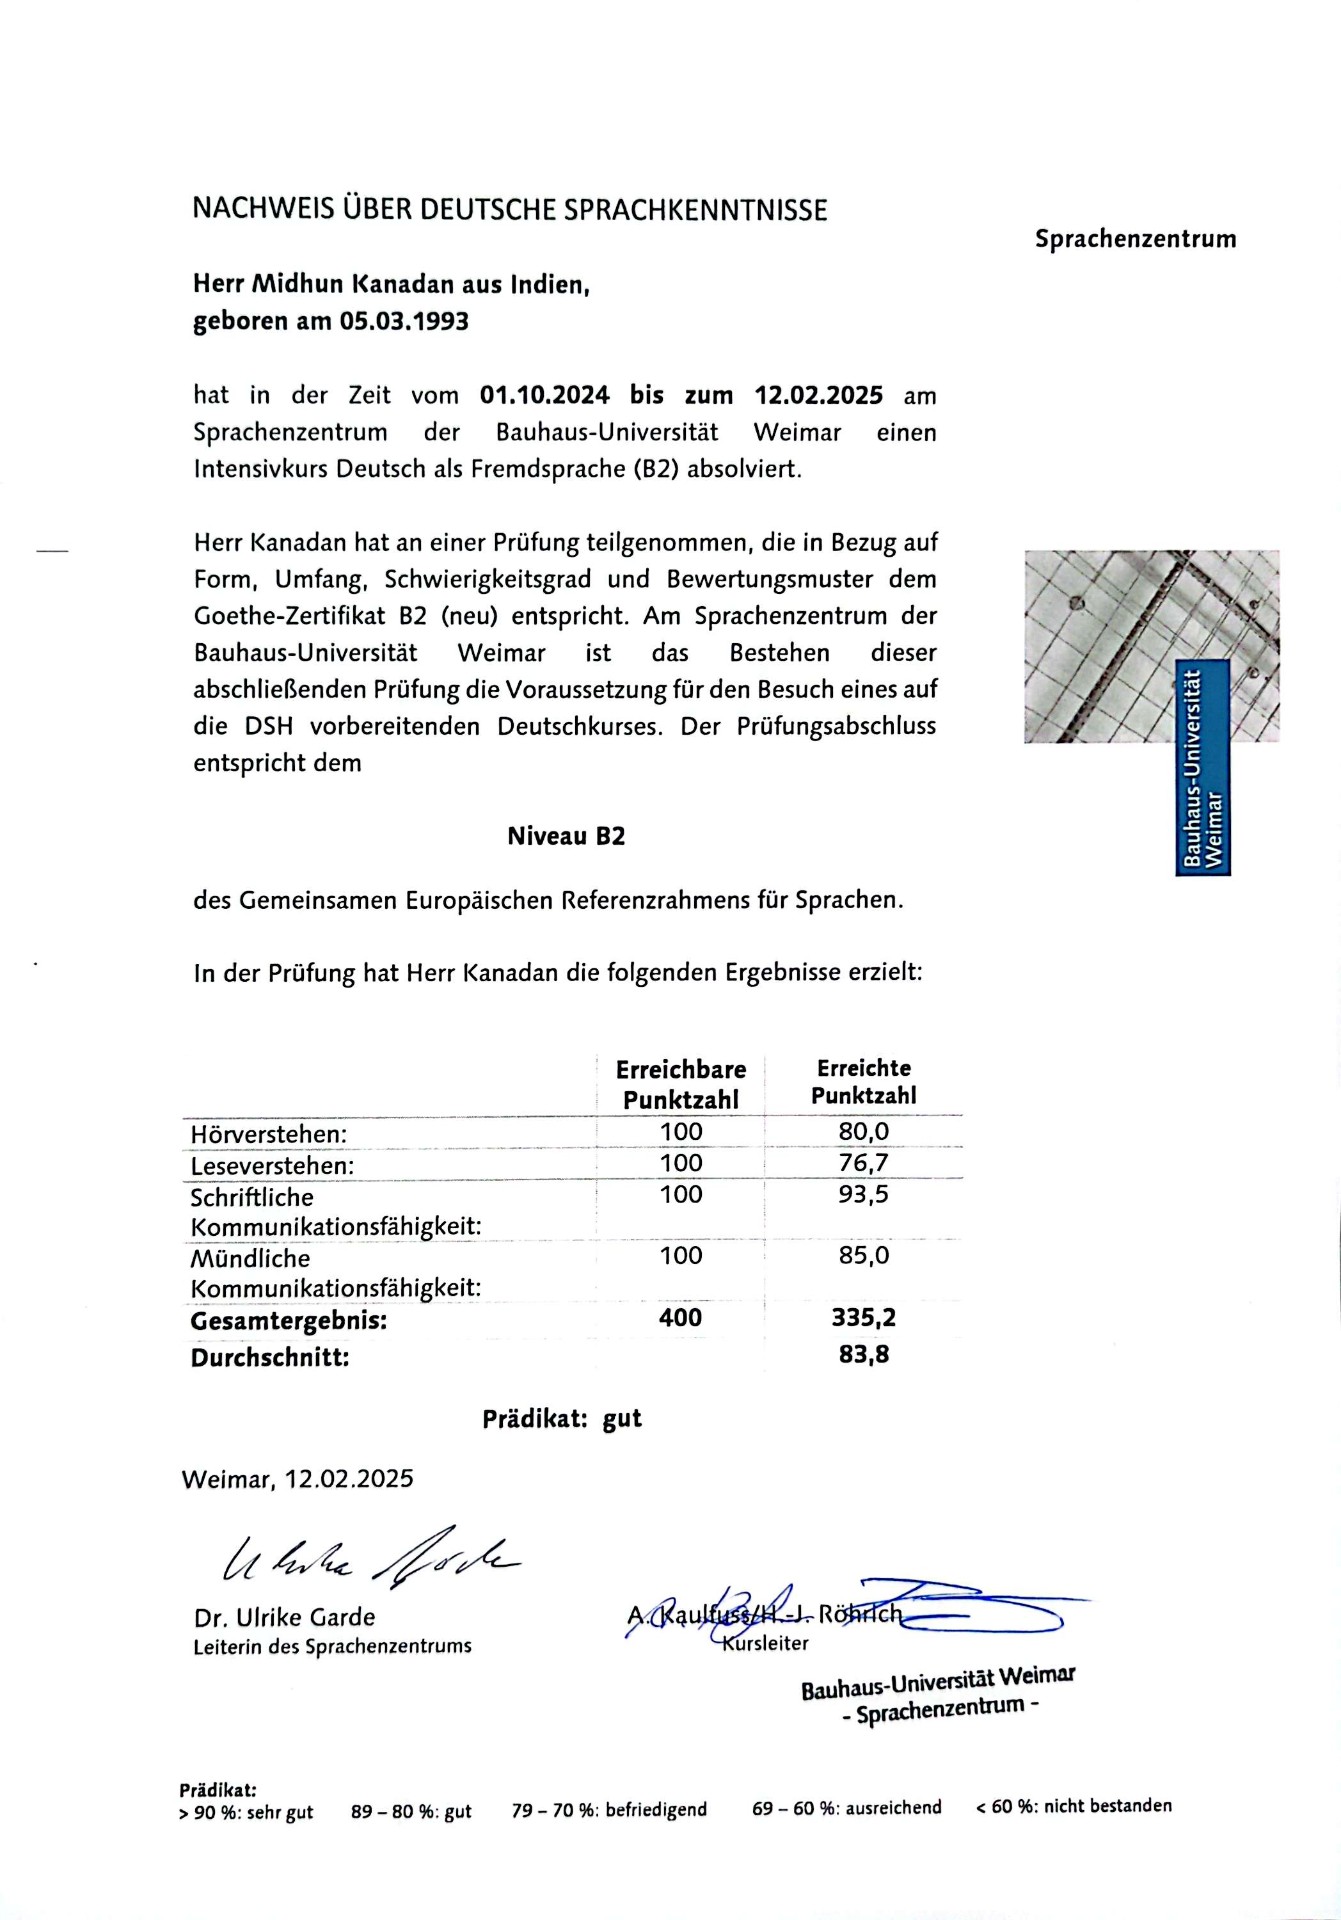 NACHWEIS ÜBER DEUTSCHE SPRACHKENNTNISSE
Sprachenzentrum
Herr Midhun Kanadan aus Indien,
geboren am 05.03.1993
hat in der Zeit vom 01.10.2024 bis zum 12.02.2025 am
Sprachenzentrum der Bauhaus-Universität Weimar einen
Intensivkurs Deutsch als Fremdsprache (B2) absolviert.
Herr Kanadan hat an einer Prüfung teilgenommen, die in Bezug auf
Form, Umfang, Schwierigkeitsgrad und Bewertungsmuster dem
Goethe-Zertifikat B2 (neu) entspricht. Am Sprachenzentrum der
Bauhaus-Universität Weimar ist das Bestehen dieser
abschließenden Prüfung die Voraussetzung für den Besuch eines auf
die DSH vorbereitenden Deutschkurses. Der Prüfungsabschluss
entspricht dem
Bauhaus-Universität
Weimar
Niveau B2
des Gemeinsamen Europäischen Referenzrahmens für Sprachen.
In der Prüfung hat Herr Kanadan die folgenden Ergebnisse erzielt:
Erreichbare Erreichte
Punktzahl Punktzahl
Hörverstehen: 100 80,0
Leseverstehen: 100 76,7
Schriftliche 100 93,5
Kommunikationsfähigkeit:
Mündliche 100 85,0
Kommunikationsfähigkeit:
Gesamtergebnis: 400 335,2
Durchschnitt: 83,8
Prädikat: gut
Weimar, 12.02.2025
Ulrike Garde
Dr. Ulrike Garde A. Kaulfuss/H.-J. Röhrich
Leiterin des Sprachenzentrums Kursleiter
Bauhaus-Universität Weimar
- Sprachenzentrum -
Prädikat:
> 90 %: sehr gut 89 – 80 %: gut 79 – 70 %: befriedigend 69 – 60 %: ausreichend < 60 %: nicht bestanden